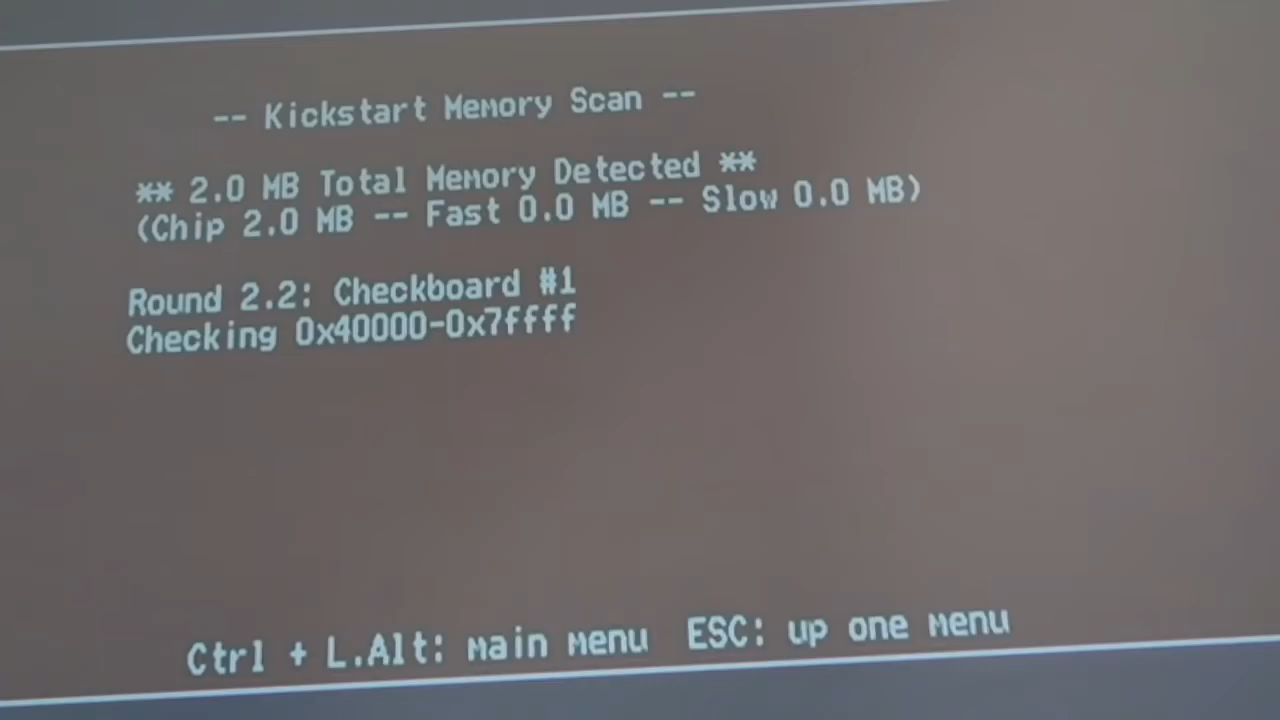 -- Kickstart Memory Scan --
** 2.0 MB Total Memory Detected **
(Chip 2.0 MB -- Fast 0.0 MB -- Slow 0.0 MB)
Round 2.2: Checkboard #1
Checking 0x40000-0x7ffff
Ctrl + L.Alt: main menu  ESC: up one menu